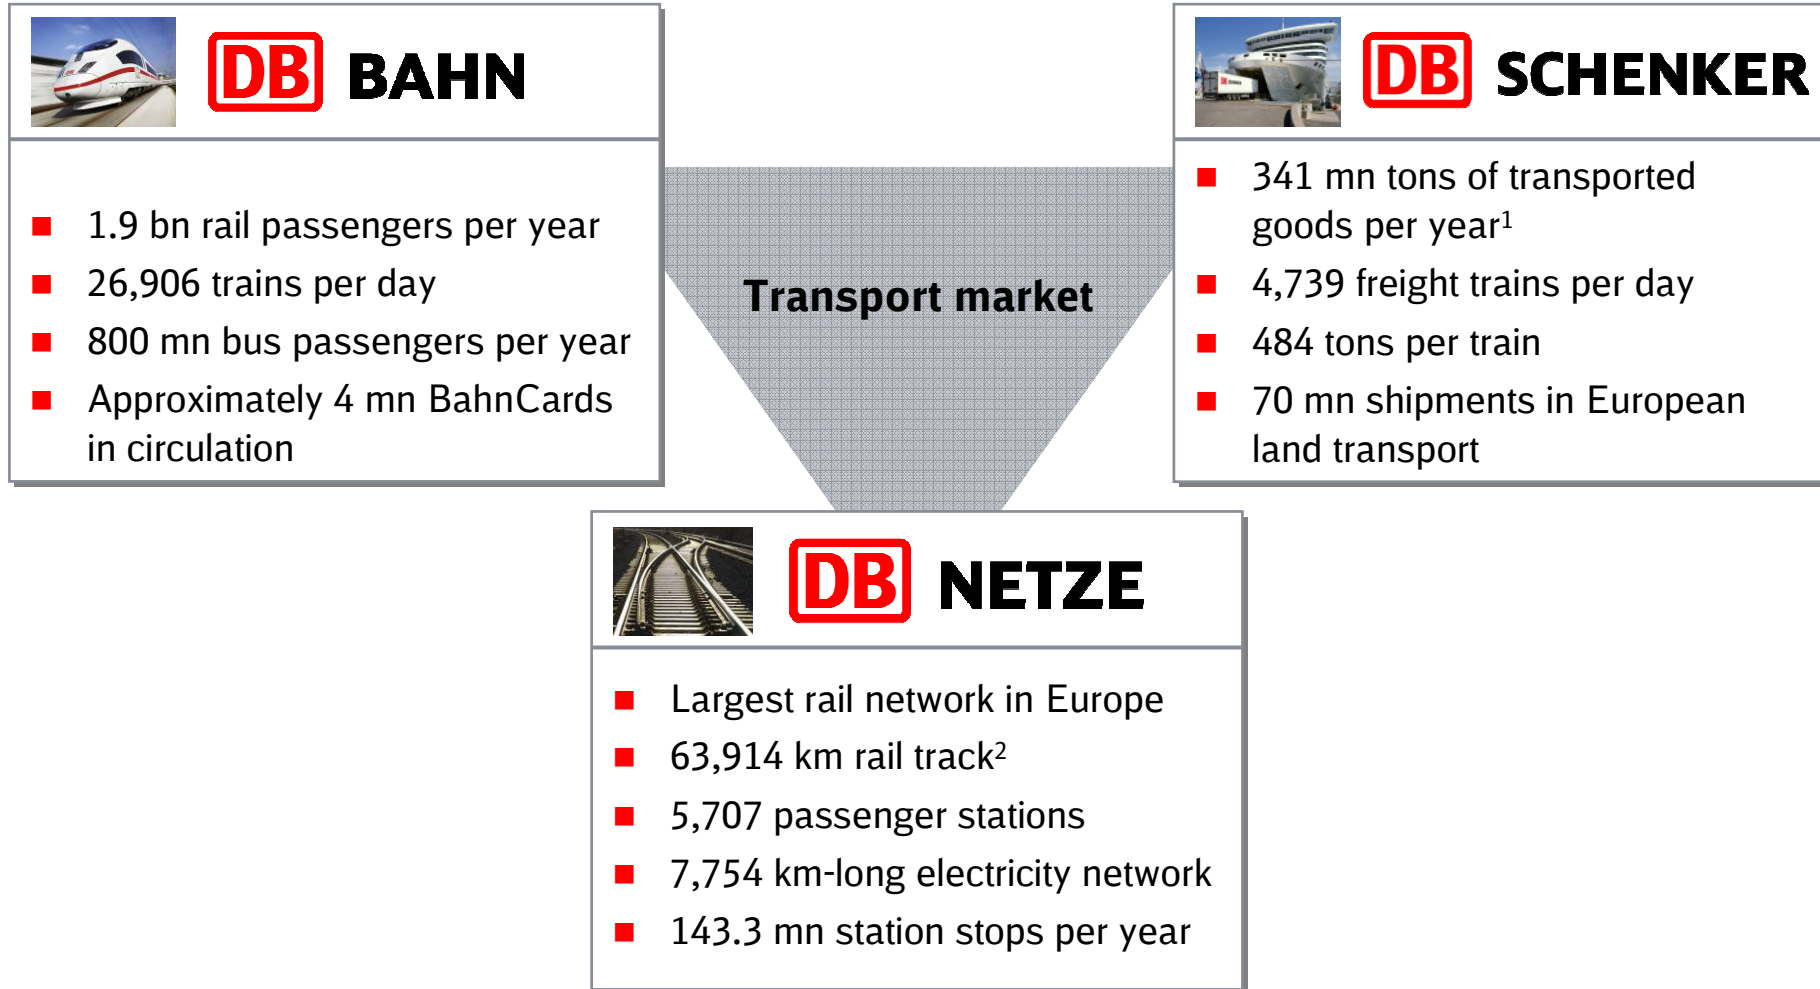 DB BAHN
1.9 bn rail passengers per year
26,906 trains per day
800 mn bus passengers per year
Approximately 4 mn BahnCards
in circulation
Transport market
DB SCHENKER
341 mn tons of transported
goods per year¹
4,739 freight trains per day
484 tons per train
70 mn shipments in European
land transport
DB NETZE
Largest rail network in Europe
63,914 km rail track²
5,707 passenger stations
7,754 km-long electricity network
143.3 mn station stops per year